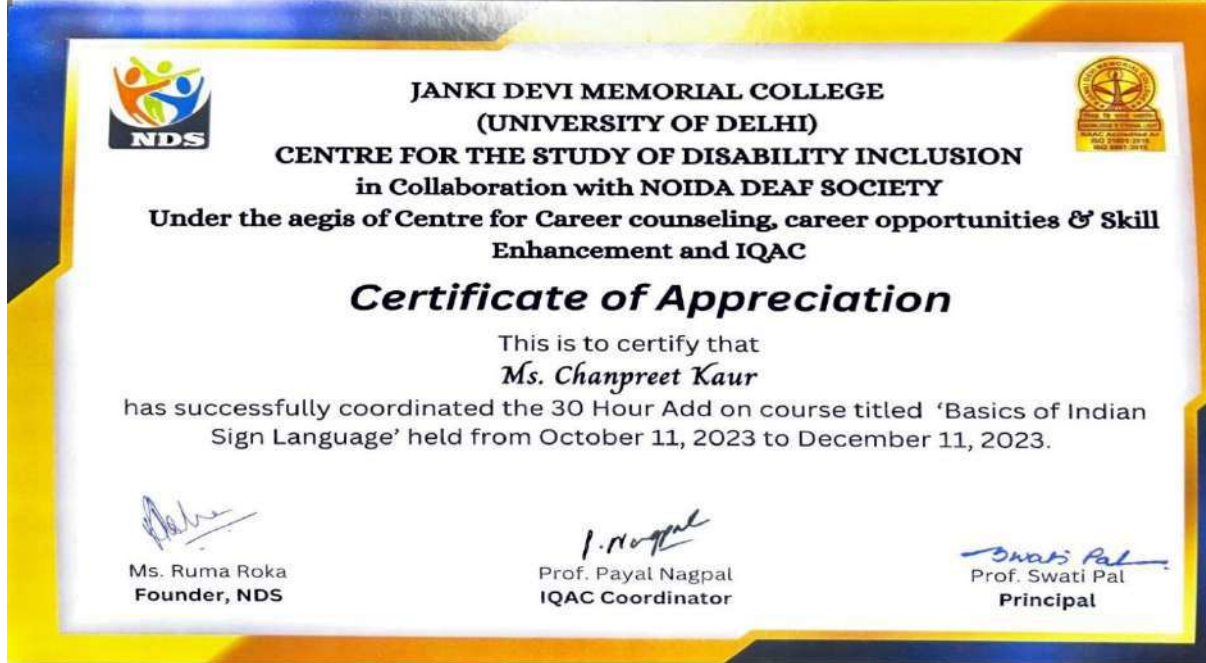 NDS
JANKI DEVI MEMORIAL COLLEGE
(UNIVERSITY OF DELHI)
CENTRE FOR THE STUDY OF DISABILITY INCLUSION
in Collaboration with NOIDA DEAF SOCIETY
Under the aegis of Centre for Career counseling, career opportunities & Skill
Enhancement and IQAC
Certificate of Appreciation
This is to certify that
Ms. Chanpreet Kaur
has successfully coordinated the 30 Hour Add on course titled ‘Basics of Indian
Sign Language’ held from October 11, 2023 to December 11, 2023.
P. Nagpal
Swati Pal
Ms. Ruma Roka
Founder, NDS
Prof. Payal Nagpal
IQAC Coordinator
Prof. Swati Pal
Principal